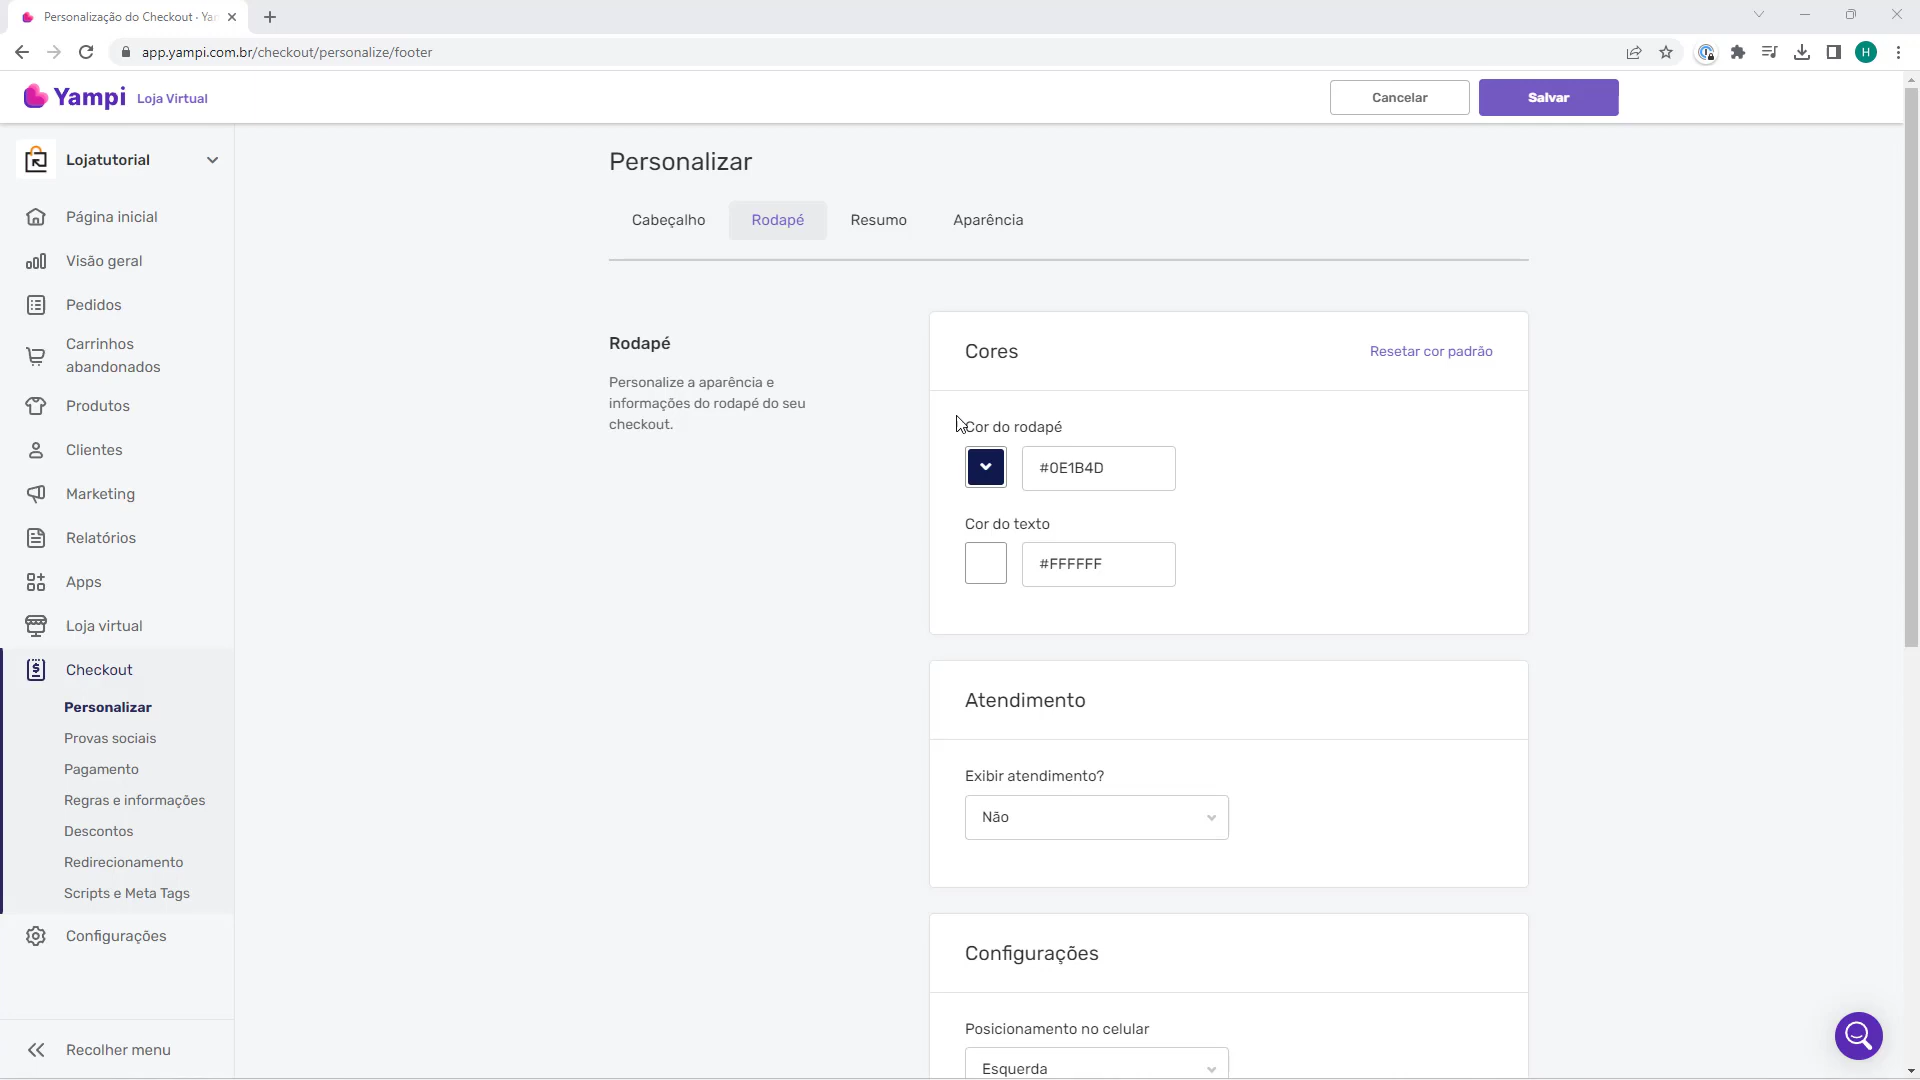 Personalização do Checkout · Yam
app.yampi.com.br/checkout/personalize/footer
H
Yampi
Loja Virtual
Cancelar
Salvar
Lojatutorial
Página inicial
Visão geral
Pedidos
Carrinhos
abandonados
Produtos
Clientes
Marketing
Relatórios
Apps
Loja virtual
Checkout
Personalizar
Provas sociais
Pagamento
Regras e informações
Descontos
Redirecionamento
Scripts e Meta Tags
Configurações
Recolher menu
Personalizar
Cabeçalho
Rodapé
Resumo
Aparência
Rodapé
Personalize a aparência e
informações do rodapé do seu
checkout.
Cores
Resetar cor padrão
Cor do rodapé
#0E1B4D
Cor do texto
#FFFFFF
Atendimento
Exibir atendimento?
Não
Configurações
Posicionamento no celular
Esquerda